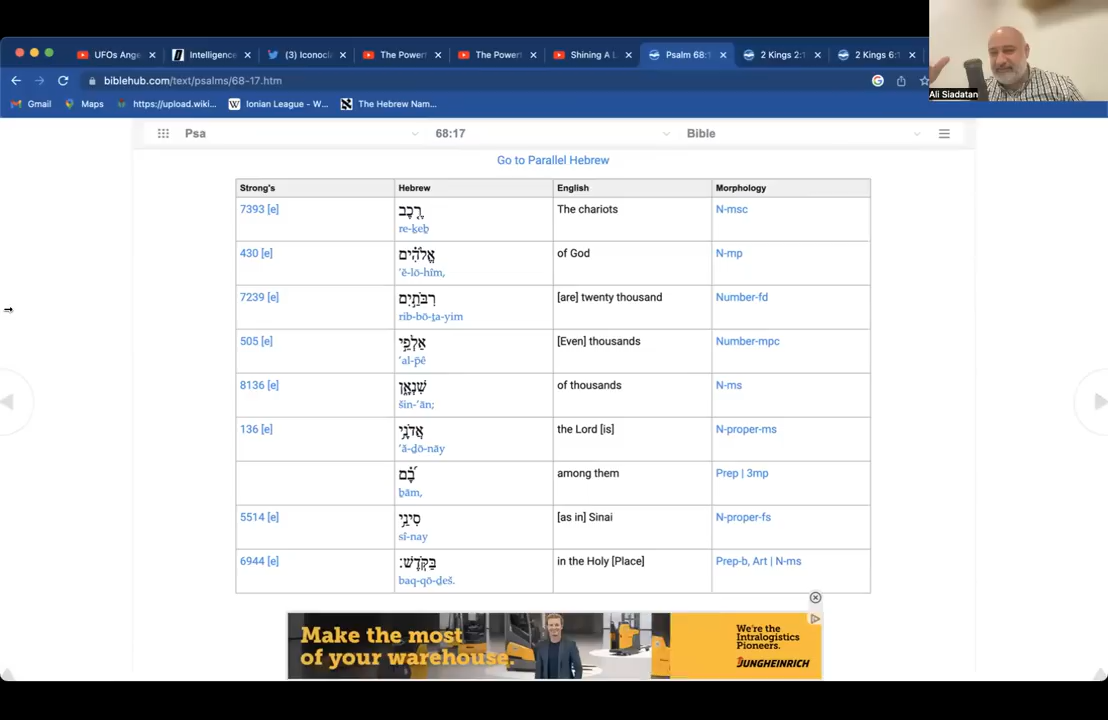 UFOs Ange
Intelligence
(3) Iconocla
The Power
The Power
Shining A L
Psalm 68:1
2 Kings 2:1
2 Kings 6:1
biblehub.com/text/psalms/68-17.htm
Gmail
Maps
https://upload.wiki...
Ionian League - W...
The Hebrew Nam...
Ali Siadatan
Psa 68:17 Bible
Go to Parallel Hebrew
Strong's Hebrew English Morphology
7393 [e] רֶ֤כֶב The chariots N-msc
re-ḵeḇ
430 [e] אֱלֹהִ֗ים of God N-mp
’ĕ-lō-hîm,
7239 [e] רִבֹּתַ֣יִם [are] twenty thousand Number-fd
rib-bō-ṯa-yim
505 [e] אַלְפֵ֣י [Even] thousands Number-mpc
’al-p̄ê
8136 [e] שִׁנְאָ֑ן of thousands N-ms
šin-’ān;
136 [e] אֲדֹנָ֥י the Lord [is] N-proper-ms
’ă-ḏō-nāy
בָ֝֗ם among them Prep | 3mp
ḇām,
5514 [e] סִינַ֥י [as in] Sinai N-proper-fs
sî-nay
6944 [e] בַּקֹּֽדֶשׁ׃ in the Holy [Place] Prep-b, Art | N-ms
baq-qō-ḏeš.
Make the most
of your warehouse.
We're the
Intralogistics
Pioneers.
JUNGHEINRICH